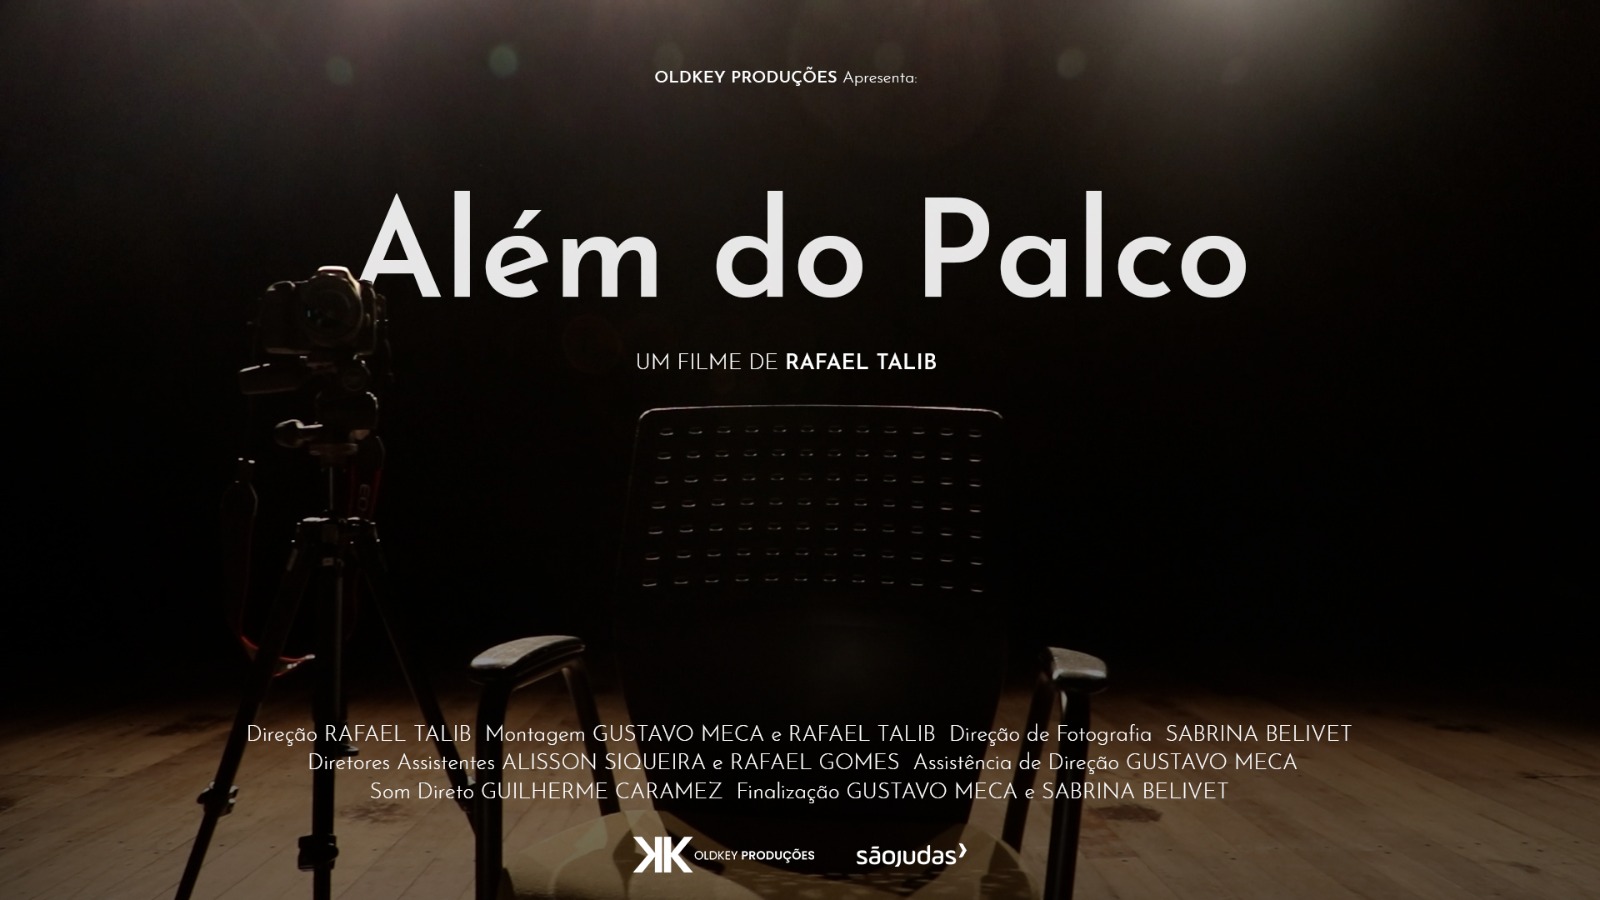 OLDKEY PRODUÇÕES Apresenta:
Além do Palco
UM FILME DE RAFAEL TALIB
Direção RAFAEL TALIB Montagem GUSTAVO MECA e RAFAEL TALIB Direção de Fotografia SABRINA BELIVET
Diretores Assistentes ALISSON SIQUEIRA e RAFAEL GOMES Assistência de Direção GUSTAVO MECA
Som Direto GUILHERME CARAMEZ Finalização GUSTAVO MECA e SABRINA BELIVET
KK OLDKEY PRODUÇÕES sãojudas